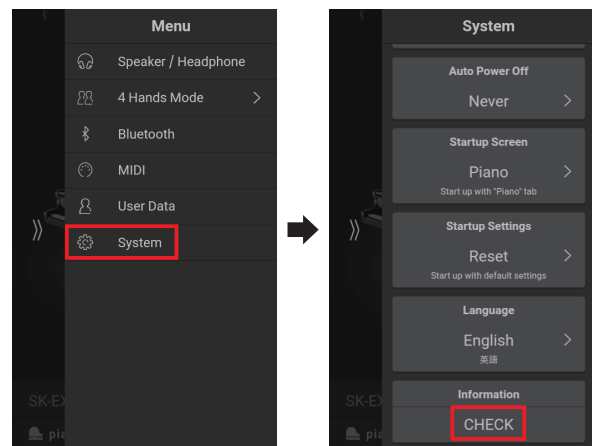 Menu
Speaker / Headphone
4 Hands Mode
Bluetooth
MIDI
User Data
System
SK-EX
pia
System
Auto Power Off
Never
Startup Screen
Piano
Start up with "Piano" tab
Startup Settings
Reset
Start up with default settings
Language
English
英語
Information
CHECK
SK-EX
pia